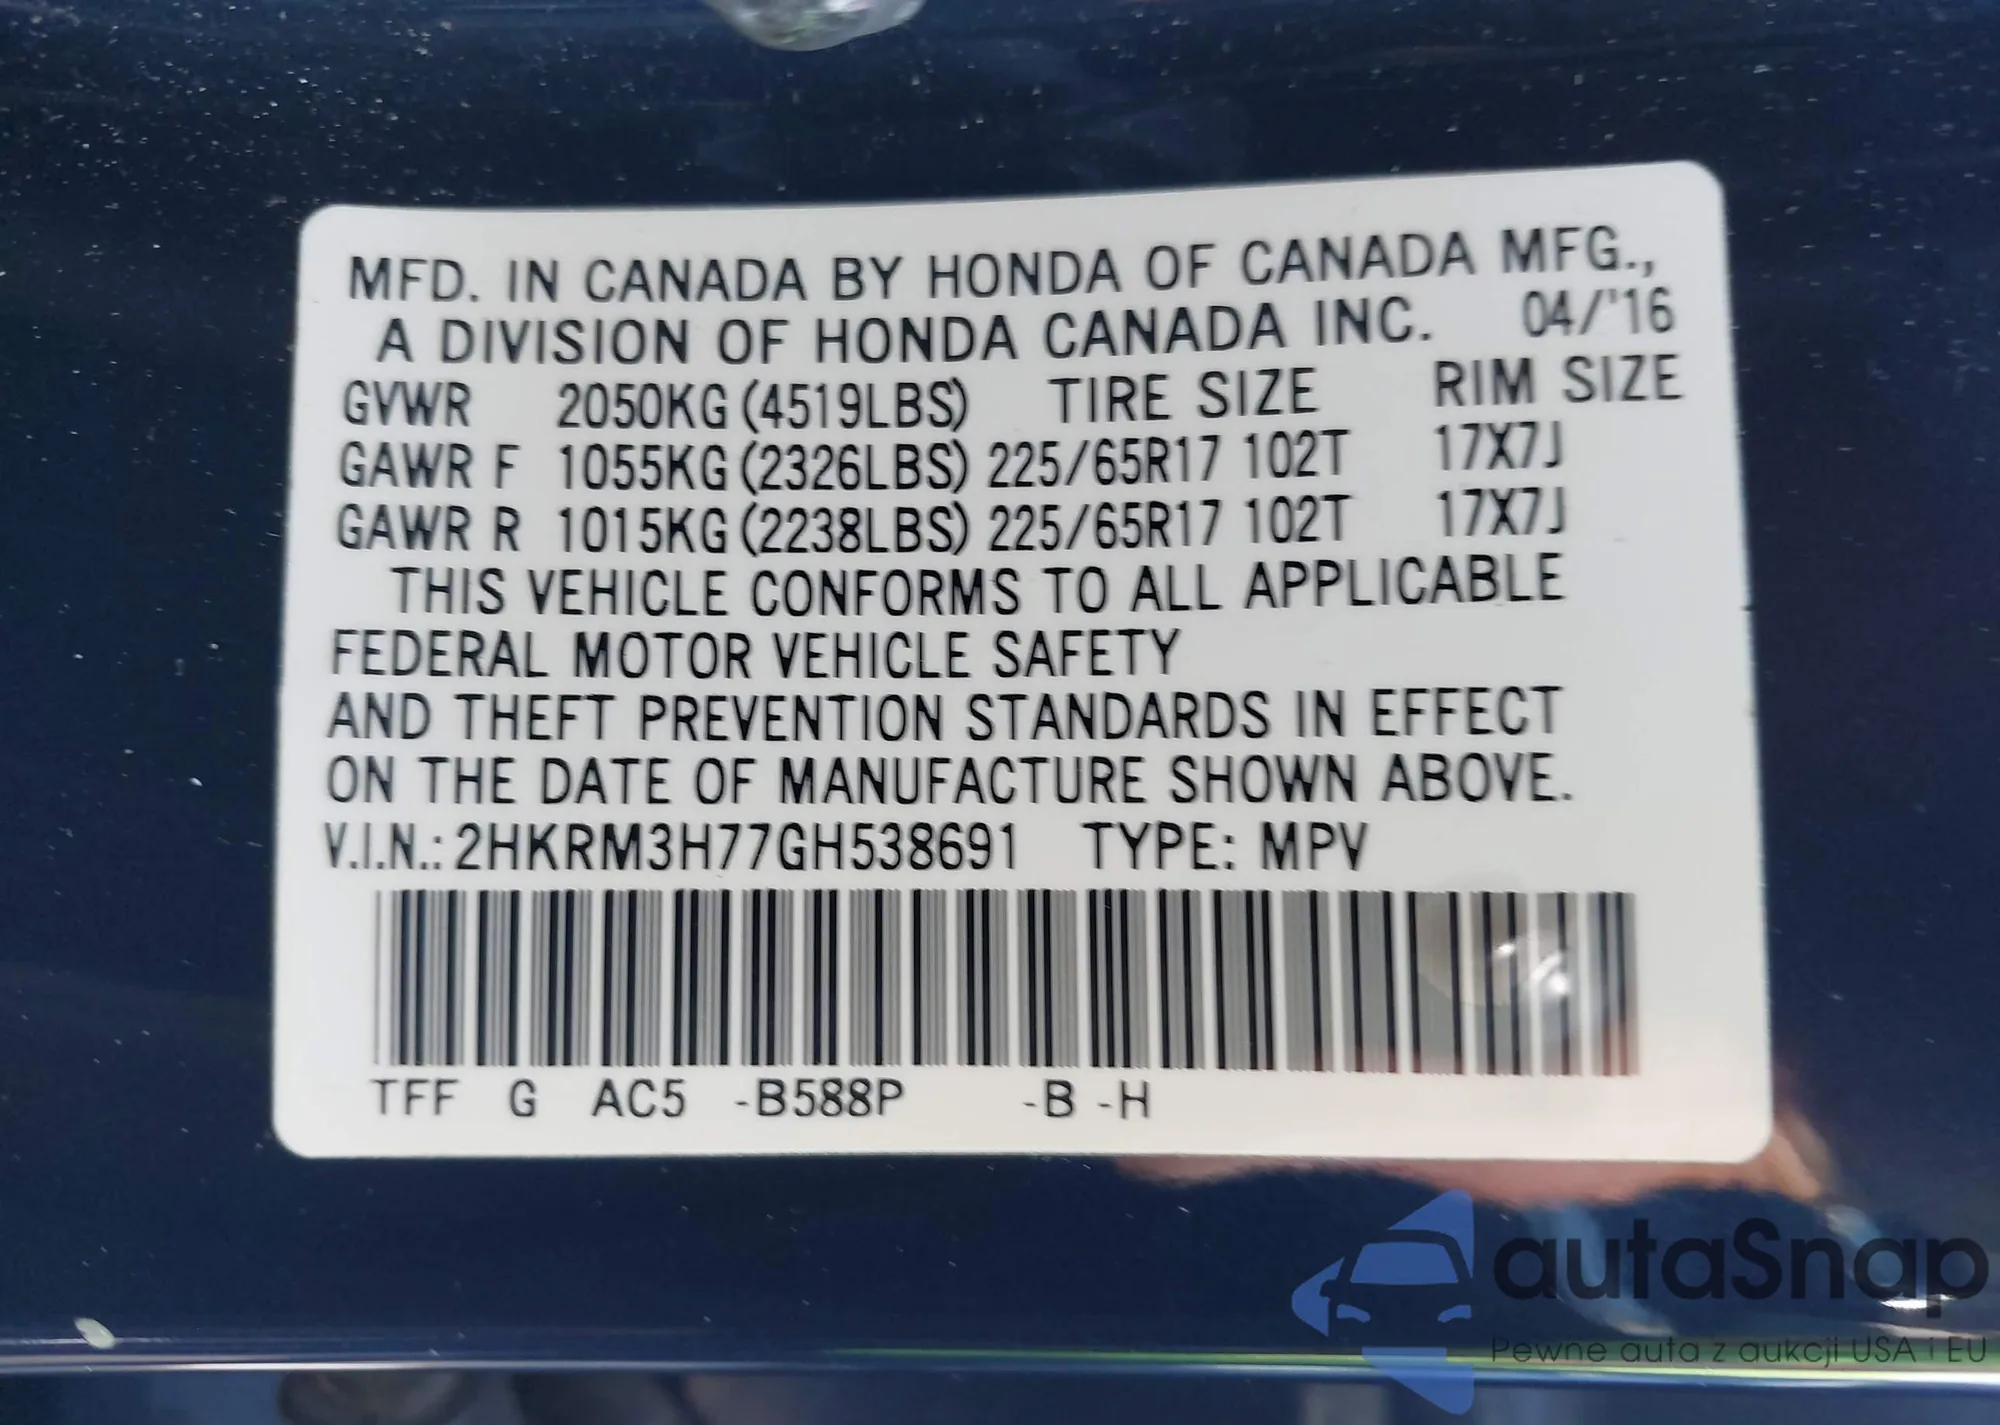 MFD. IN CANADA BY HONDA OF CANADA MFG.,
A DIVISION OF HONDA CANADA INC. 04/'16
GVWR 2050KG (4519LBS) TIRE SIZE RIM SIZE
GAWR F 1055KG (2326LBS) 225/65R17 102T 17X7J
GAWR R 1015KG (2238LBS) 225/65R17 102T 17X7J
THIS VEHICLE CONFORMS TO ALL APPLICABLE
FEDERAL MOTOR VEHICLE SAFETY
AND THEFT PREVENTION STANDARDS IN EFFECT
ON THE DATE OF MANUFACTURE SHOWN ABOVE.
V.I.N.: 2HKRM3H77GH538691 TYPE: MPV
TFF G AC5 -B588P -B -H
autaSnap
Pewne auta z aukcji USA i EU